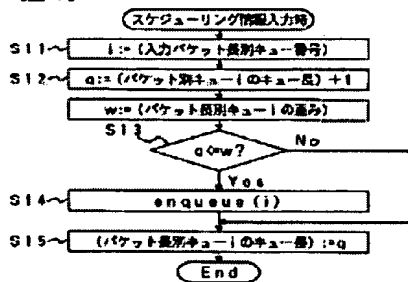 スケジューリング情報入力時
S11 i:=(入力パケット長別キュー番号)
S12 q:=(パケット別キューiのキュー長)+1
w:=(パケット長別キューiの重み)
S13
q<=w?
No
Yes
S14 enqueue(i)
S15 (パケット長別キューiのキュー長):=q
End